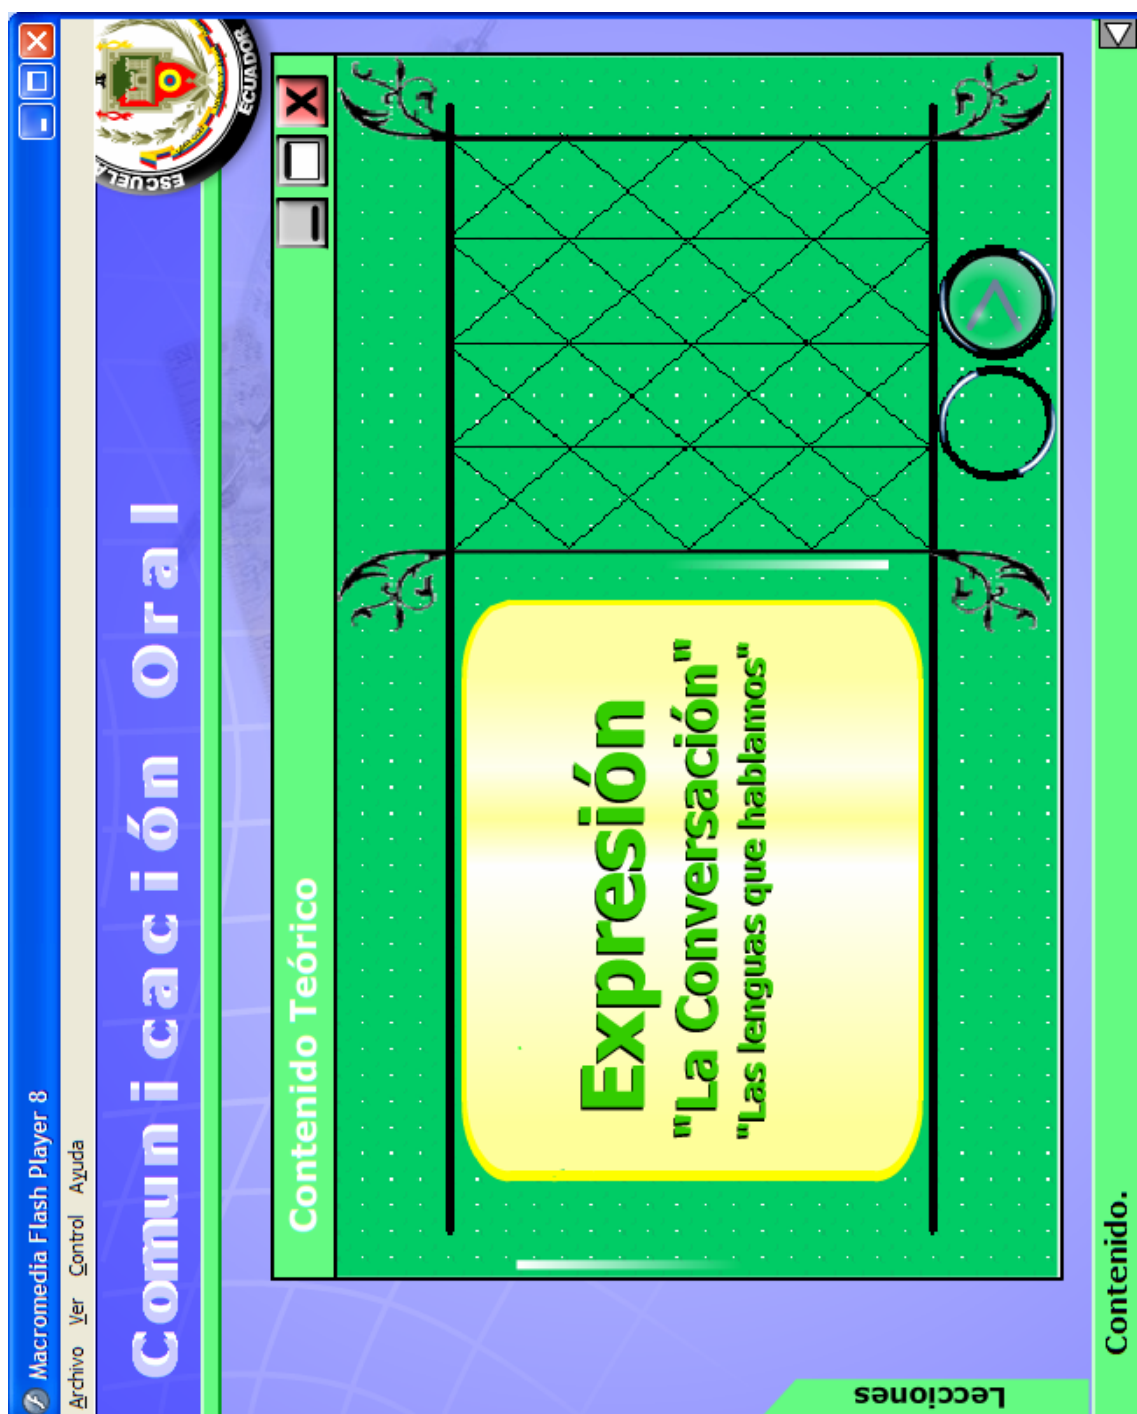 Macromedia Flash Player 8
Archivo Ver Control Ayuda
Comunicación Oral
ESCUELA
ECUADOR
Contenido Teórico
X
Expresión
"La Conversación"
"Las lenguas que hablamos"
Lecciones
Contenido.